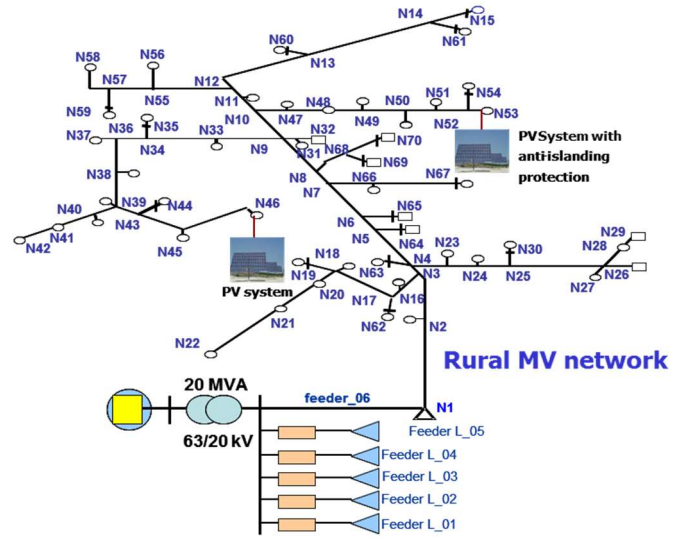 N14
N15
N60
N61
N13
N58
N56
N57
N12
N55
N59
N11
N10
N47
N48
N49
N50
N51
N54
N52
N53
N37
N36
N35
N34
N33
N32
N31
N9
N68
N70
N69
N8
N7
N66
N67
PVSystem with
anti-islanding
protection
N38
N39
N44
N40
N43
N46
N41
N42
N45
N6
N65
N5
N64
N23
N30
N29
N28
N4
N3
N24
N25
N26
N27
N18
N63
N19
N20
N17
N16
N62
N2
N21
N22
PV system
Rural MV network
20 MVA
feeder_06
N1
63/20 kV
Feeder L_05
Feeder L_04
Feeder L_03
Feeder L_02
Feeder L_01